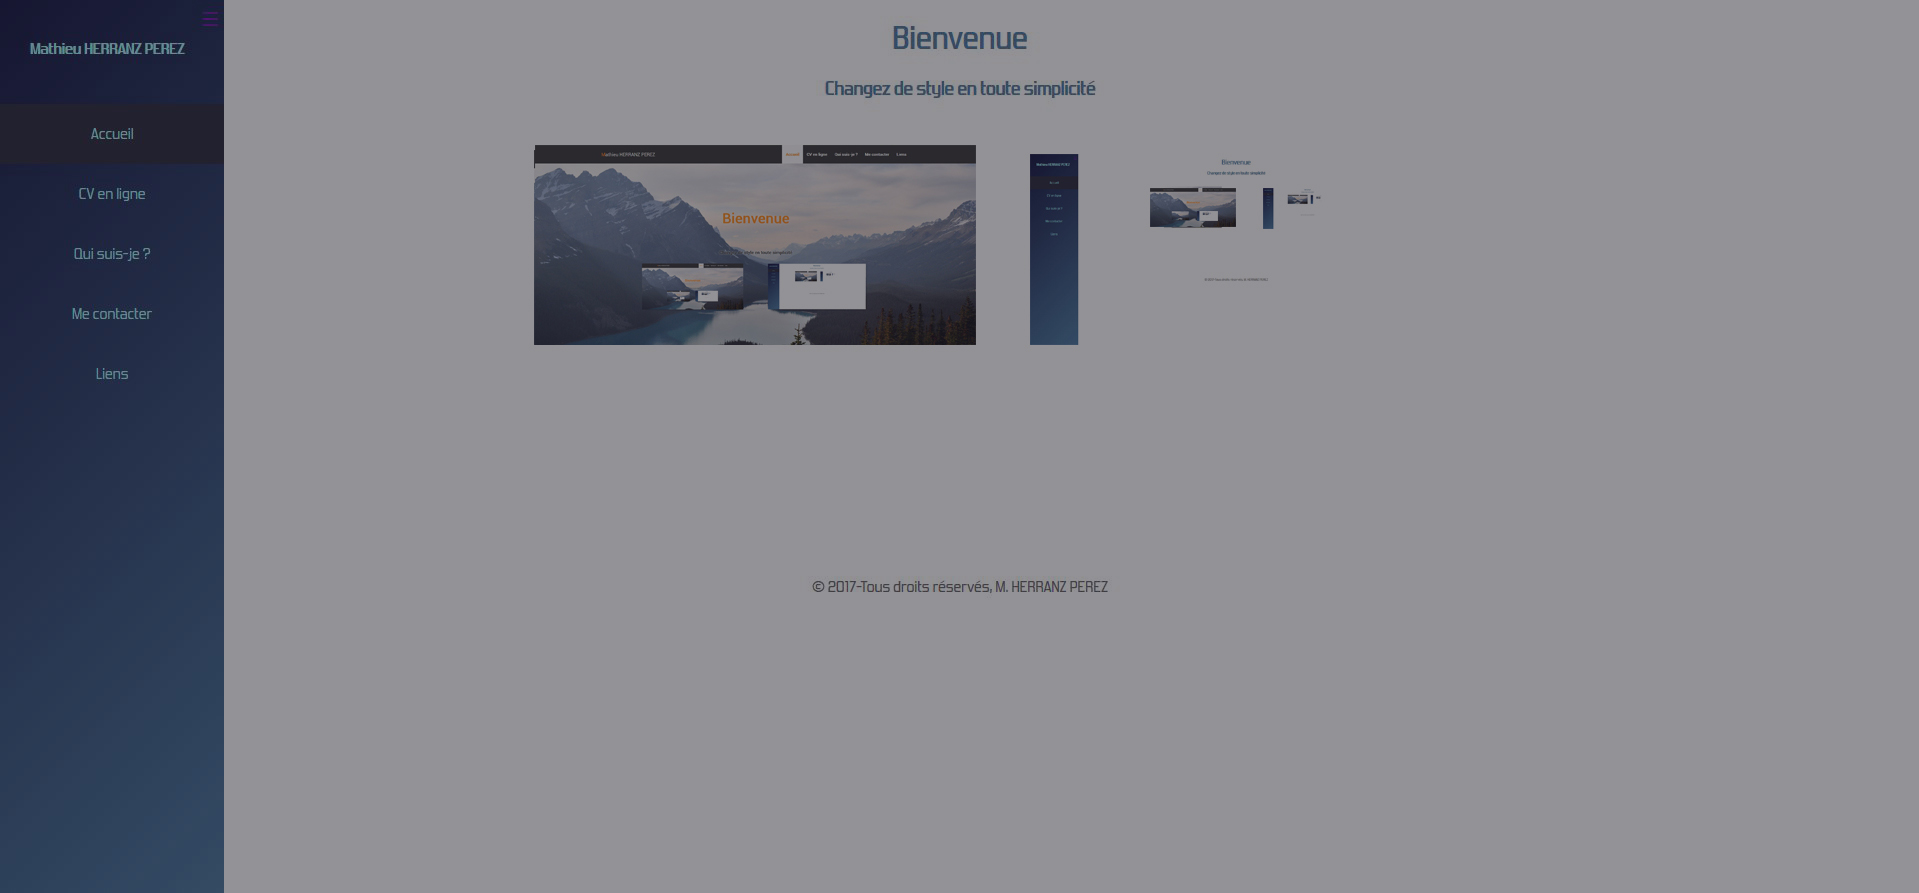 Mathieu HERRANZ PEREZ
Accueil
CV en ligne
Qui suis-je ?
Me contacter
Liens
Bienvenue
Changez de style en toute simplicité
Mathieu HERRANZ PEREZ
Accueil
CV en ligne
Qui suis-je ?
Me contacter
Liens
Bienvenue
Mathieu HERRANZ PEREZ
Bienvenue
Changez de style en toute simplicité
© 2017-Tous droits réservés, M. HERRANZ PEREZ